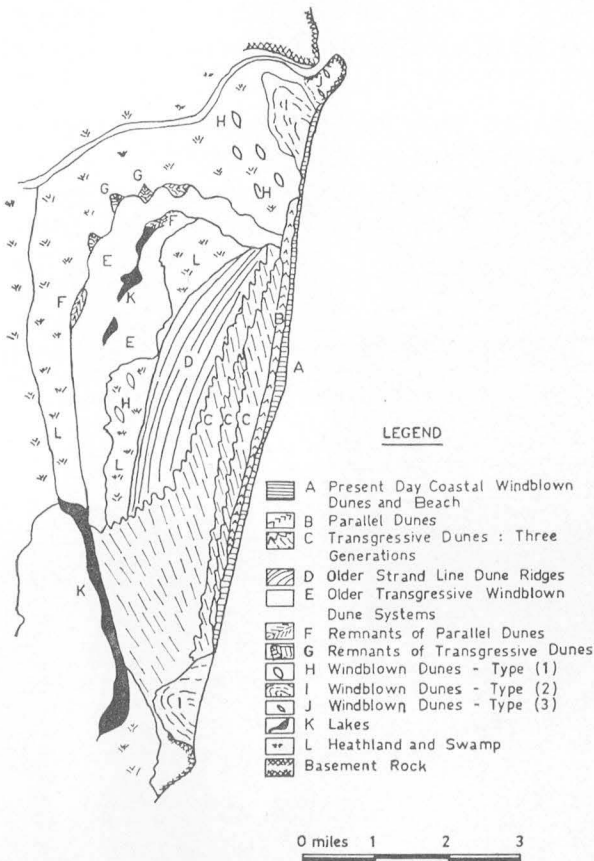 H
J
I
H
G
G
F
L
E
K
F
E
D
B
A
H
C
C
C
L
L
K
I
LEGEND
A Present Day Coastal Windblown
Dunes and Beach
B Parallel Dunes
C Transgressive Dunes : Three
Generations
D Older Strand Line Dune Ridges
E Older Transgressive Windblown
Dune Systems
F Remnants of Parallel Dunes
G Remnants of Transgressive Dunes
H Windblown Dunes - Type (1)
I Windblown Dunes - Type (2)
J Windblown Dunes - Type (3)
K Lakes
L Heathland and Swamp
Basement Rock
0 miles 1 2 3